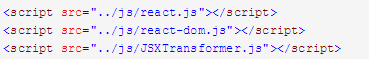 <script src="../js/react.js"></script>
<script src="../js/react-dom.js"></script>
<script src="../js/JSXTransformer.js"></script>